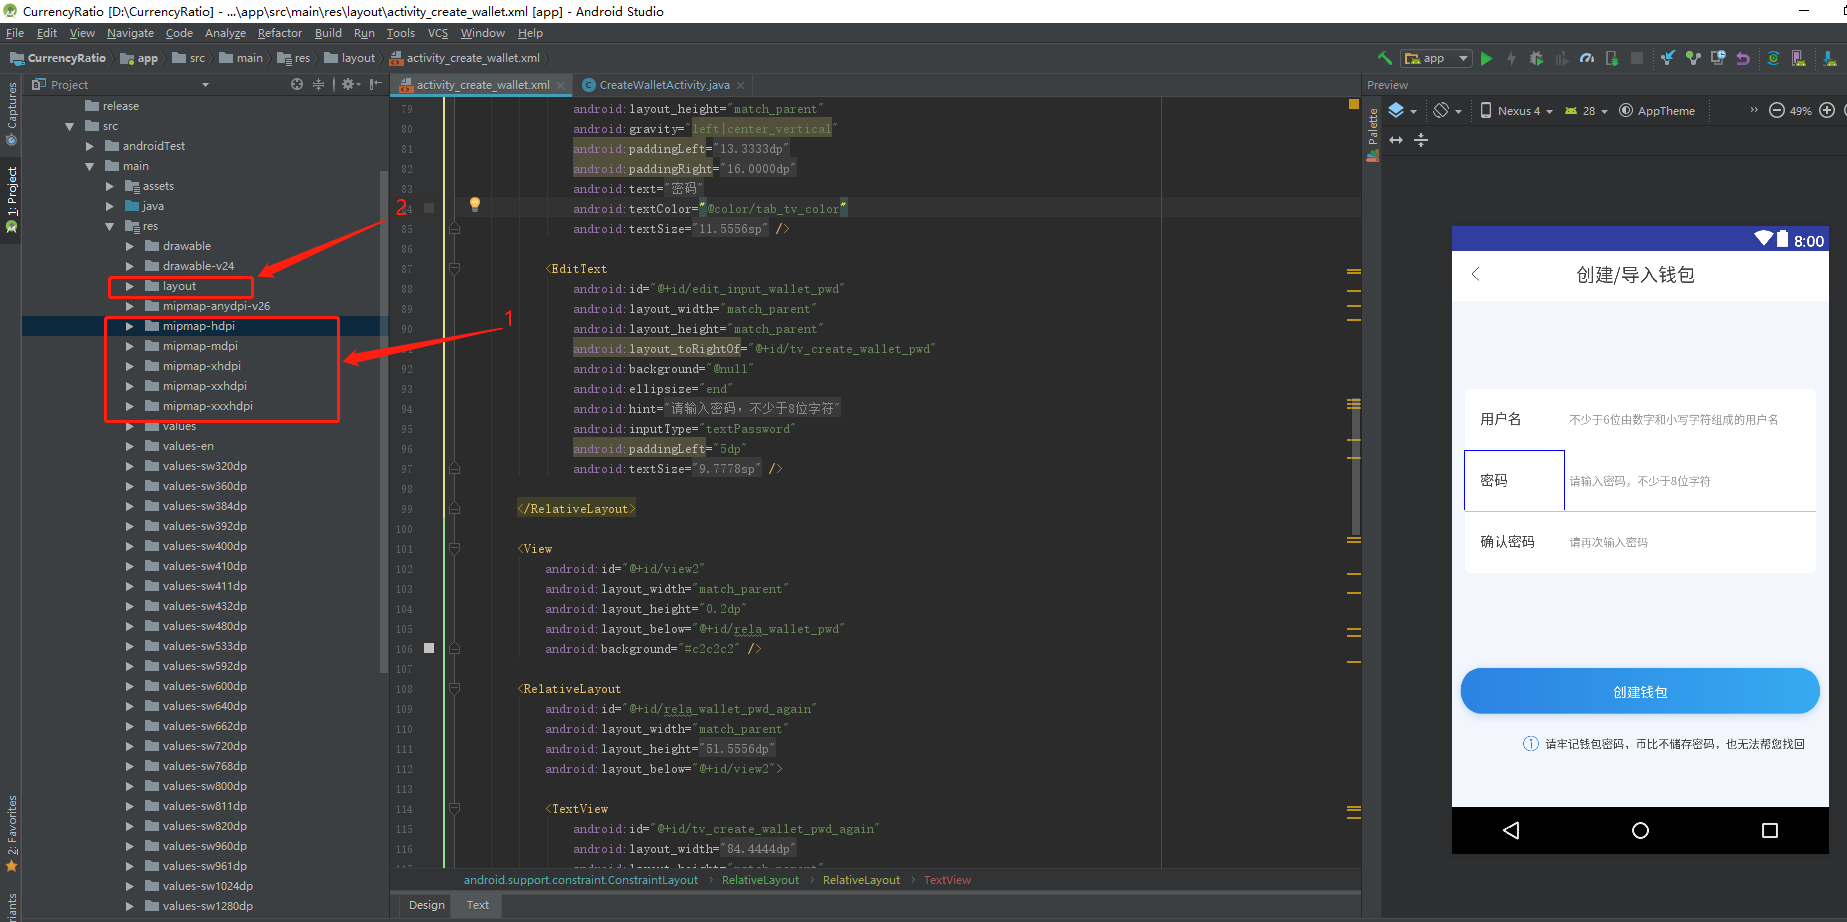 CurrencyRatio [D:\CurrencyRatio] - ...\app\src\main\res\layout\activity_create_wallet.xml [app] - Android Studio
File Edit View Navigate Code Analyze Refactor Build Run Tools VCS Window Help
CurrencyRatio app src main res layout activity_create_wallet.xml
app
Project
activity_create_wallet.xml
CreateWalletActivity.java
Preview
Captures
1: Project
2: Favorites
release
src
androidTest
main
assets
java
res
drawable
drawable-v24
layout
mipmap-anydpi-v26
mipmap-hdpi
mipmap-mdpi
mipmap-xhdpi
mipmap-xxhdpi
mipmap-xxxhdpi
values
values-en
values-sw320dp
values-sw360dp
values-sw384dp
values-sw392dp
values-sw400dp
values-sw410dp
values-sw411dp
values-sw432dp
values-sw480dp
values-sw533dp
values-sw592dp
values-sw600dp
values-sw640dp
values-sw662dp
values-sw720dp
values-sw768dp
values-sw800dp
values-sw811dp
values-sw820dp
values-sw960dp
values-sw961dp
values-sw1024dp
values-sw1280dp
2
1
79 android:layout_height="match_parent"
80 android:gravity="left|center_vertical"
81 android:paddingLeft="13.3333dp"
82 android:paddingRight="16.0000dp"
83 android:text="密码"
android:textColor="@color/tab_tv_color"
85 android:textSize="11.5556sp" />
86
87 <EditText
88 android:id="@+id/edit_input_wallet_pwd"
89 android:layout_width="match_parent"
90 android:layout_height="match_parent"
android:layout_toRightOf="@+id/tv_create_wallet_pwd"
92 android:background="@null"
93 android:ellipsize="end"
94 android:hint="请输入密码，不少于8位字符"
95 android:inputType="textPassword"
96 android:paddingLeft="5dp"
97 android:textSize="9.7778sp" />
98
99 </RelativeLayout>
100
101 <View
102 android:id="@+id/view2"
103 android:layout_width="match_parent"
104 android:layout_height="0.2dp"
105 android:layout_below="@+id/rela_wallet_pwd"
106 android:background="#c2c2c2" />
107
108 <RelativeLayout
109 android:id="@+id/rela_wallet_pwd_again"
110 android:layout_width="match_parent"
111 android:layout_height="51.5556dp"
112 android:layout_below="@+id/view2">
113
114 <TextView
115 android:id="@+id/tv_create_wallet_pwd_again"
116 android:layout_width="84.4444dp"
android.support.constraint.ConstraintLayout RelativeLayout RelativeLayout TextView
Design Text
Palette
Nexus 4 28 AppTheme 49%
8:00
创建/导入钱包
用户名 不少于6位由数字和小写字符组成的用户名
密码 请输入密码，不少于8位字符
确认密码 请再次输入密码
创建钱包
请牢记钱包密码，币比不储存密码，也无法帮您找回